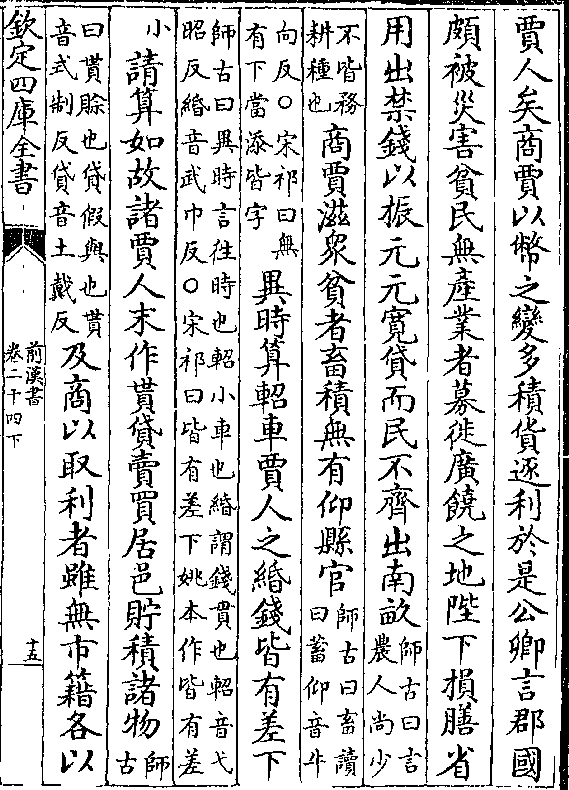 賈人矣商賈以幣之變多積貨逐利於是公卿言郡國
頗被災害貧民無產業者募徙廣饒之地陛下損膳省
用出禁錢以振元元寛貸而民不齊出南畝
師古曰言
農人尚少
不皆務
耕種也
商賈滋衆貧者畜積無有仰縣官
師古曰畜讀
曰蓄仰音牛
向反〇宋祁曰無
有下當添皆字
異時算軺車賈人之緡錢皆有差下
師古曰異時言徃時也軺小車也緡謂錢貫也軺音弋
昭反緡音武巾反〇宋祁曰皆有差下姚本作皆有差
小
請算如故諸賈人末作貰貸賣買居邑貯積諸物
師
古
曰貰賖也貸假與也貰
音式制反貸音土戴反
及商以取利者雖無市籍各以
欽定四庫全書
前漢書
卷二十四下
十五